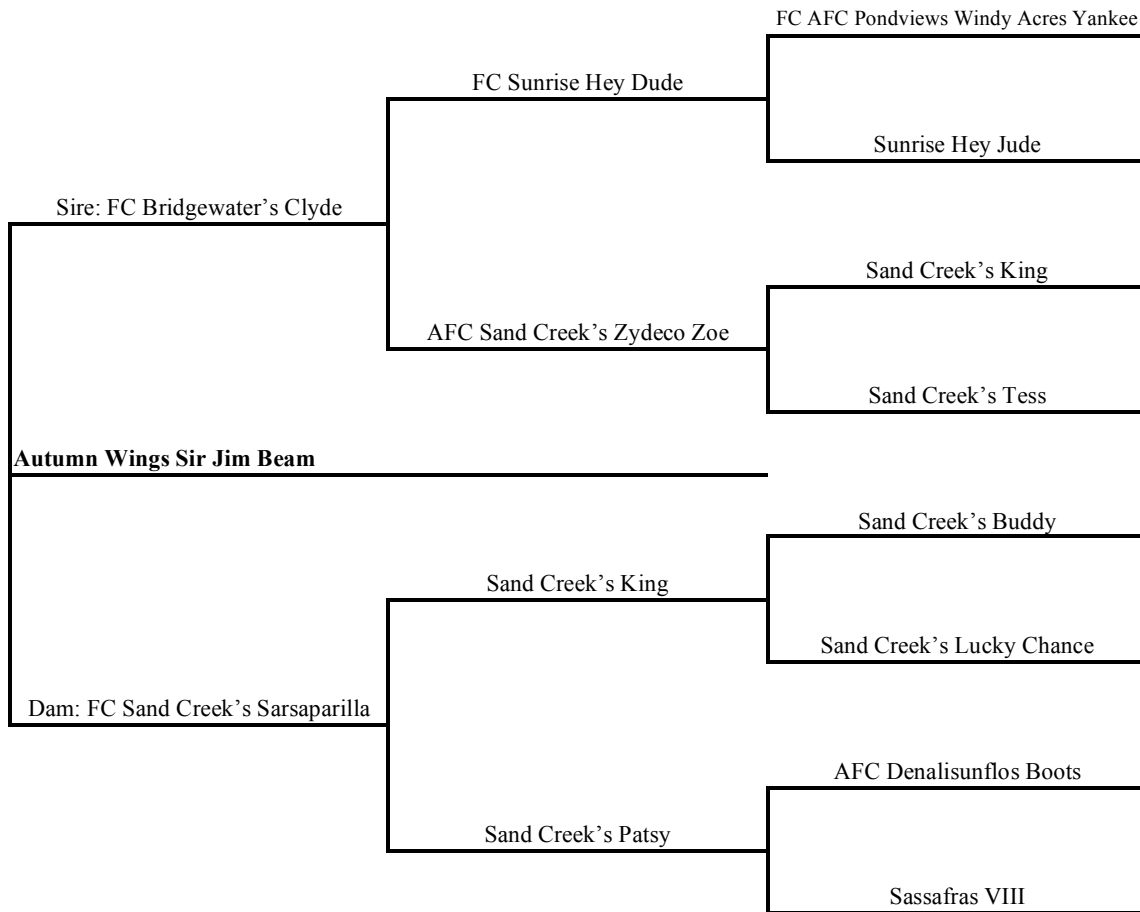 FC AFC Pondviews Windy Acres Yankee
FC Sunrise Hey Dude
Sunrise Hey Jude
Sire: FC Bridgewater’s Clyde
Sand Creek’s King
AFC Sand Creek’s Zydeco Zoe
Sand Creek’s Tess
Autumn Wings Sir Jim Beam
Sand Creek’s Buddy
Sand Creek’s King
Sand Creek’s Lucky Chance
Dam: FC Sand Creek’s Sarsaparilla
AFC Denalisunflos Boots
Sand Creek’s Patsy
Sassafras VIII